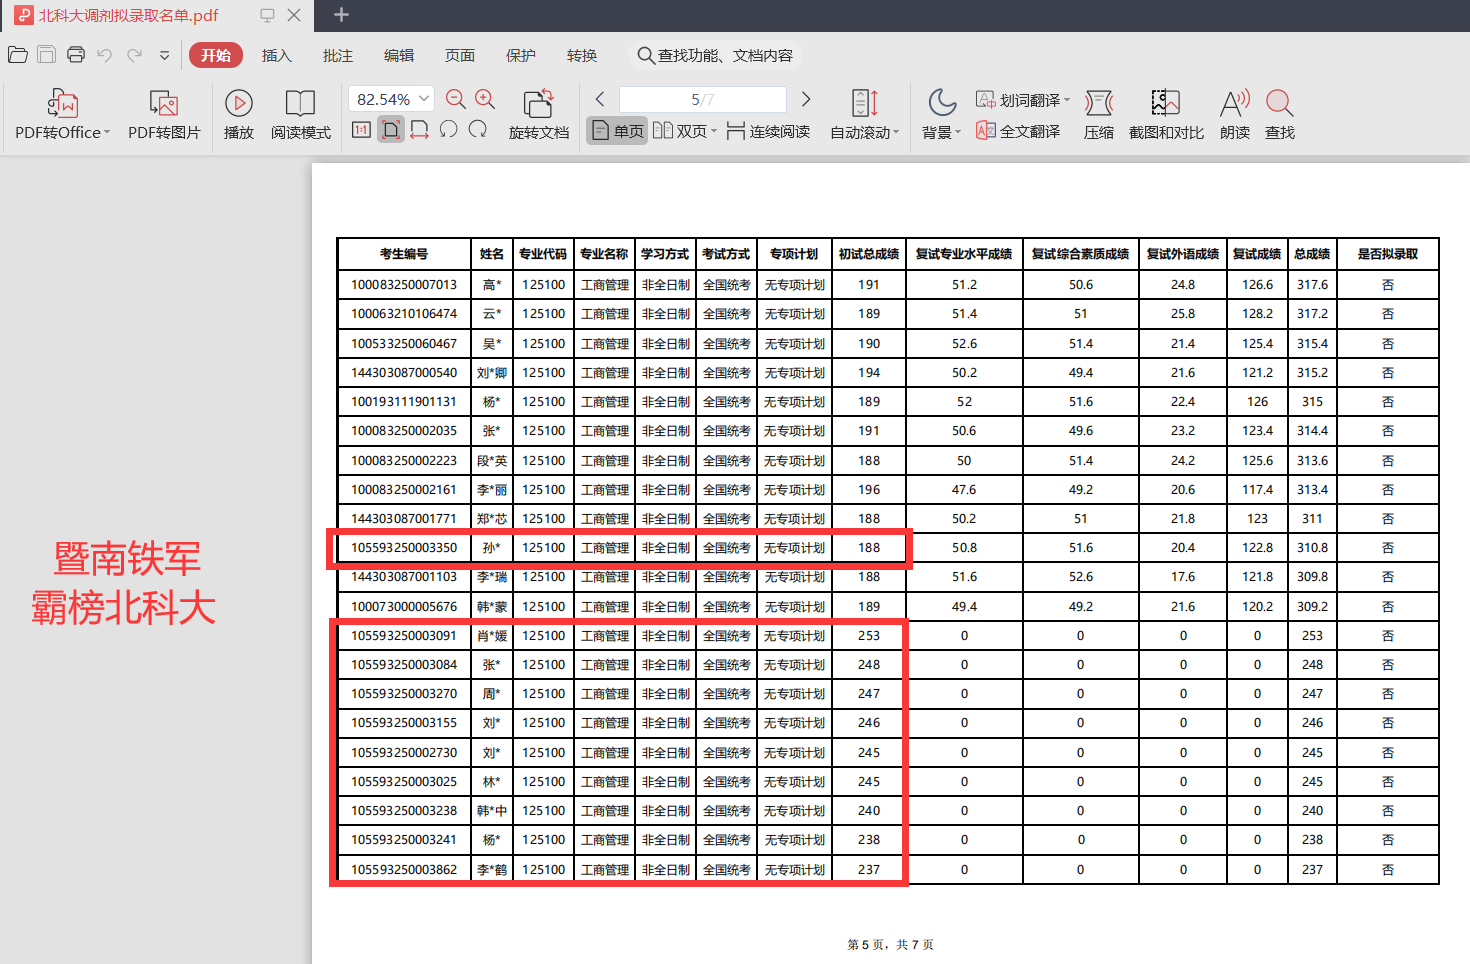 北科大调剂拟录取名单.pdf
开始 插入 批注 编辑 页面 保护 转换 查找功能、文档内容
PDF转Office PDF转图片 播放 阅读模式 82.54% 1:1 旋转文档 5/7 单页 双页 连续阅读 自动滚动 背景 划词翻译 全文翻译 压缩 截图和对比 朗读 查找
考生编号 姓名 专业代码 专业名称 学习方式 考试方式 专项计划 初试总成绩 复试专业水平成绩 复试综合素质成绩 复试外语成绩 复试成绩 总成绩 是否拟录取
100083250007013 高* 125100 工商管理 非全日制 全国统考 无专项计划 191 51.2 50.6 24.8 126.6 317.6 否
100063210106474 云* 125100 工商管理 非全日制 全国统考 无专项计划 189 51.4 51 25.8 128.2 317.2 否
100533250060467 吴* 125100 工商管理 非全日制 全国统考 无专项计划 190 52.6 51.4 21.4 125.4 315.4 否
144303087000540 刘*卿 125100 工商管理 非全日制 全国统考 无专项计划 194 50.2 49.4 21.6 121.2 315.2 否
100193111901131 杨* 125100 工商管理 非全日制 全国统考 无专项计划 189 52 51.6 22.4 126 315 否
100083250002035 张* 125100 工商管理 非全日制 全国统考 无专项计划 191 50.6 49.6 23.2 123.4 314.4 否
100083250002223 段*英 125100 工商管理 非全日制 全国统考 无专项计划 188 50 51.4 24.2 125.6 313.6 否
100083250002161 李*丽 125100 工商管理 非全日制 全国统考 无专项计划 196 47.6 49.2 20.6 117.4 313.4 否
144303087001771 郑*芯 125100 工商管理 非全日制 全国统考 无专项计划 188 50.2 51 21.8 123 311 否
105593250003350 孙* 125100 工商管理 非全日制 全国统考 无专项计划 188 50.8 51.6 20.4 122.8 310.8 否
144303087001103 李*瑞 125100 工商管理 非全日制 全国统考 无专项计划 188 51.6 52.6 17.6 121.8 309.8 否
100073000005676 韩*蒙 125100 工商管理 非全日制 全国统考 无专项计划 189 49.4 49.2 21.6 120.2 309.2 否
105593250003091 肖*媛 125100 工商管理 非全日制 全国统考 无专项计划 253 0 0 0 0 253 否
105593250003084 张* 125100 工商管理 非全日制 全国统考 无专项计划 248 0 0 0 0 248 否
105593250003270 周* 125100 工商管理 非全日制 全国统考 无专项计划 247 0 0 0 0 247 否
105593250003155 刘* 125100 工商管理 非全日制 全国统考 无专项计划 246 0 0 0 0 246 否
105593250002730 刘* 125100 工商管理 非全日制 全国统考 无专项计划 245 0 0 0 0 245 否
105593250003025 林* 125100 工商管理 非全日制 全国统考 无专项计划 245 0 0 0 0 245 否
105593250003238 韩*中 125100 工商管理 非全日制 全国统考 无专项计划 240 0 0 0 0 240 否
105593250003241 杨* 125100 工商管理 非全日制 全国统考 无专项计划 238 0 0 0 0 238 否
105593250003862 李*鹤 125100 工商管理 非全日制 全国统考 无专项计划 237 0 0 0 0 237 否
暨南铁军
霸榜北科大
第 5 页，共 7 页